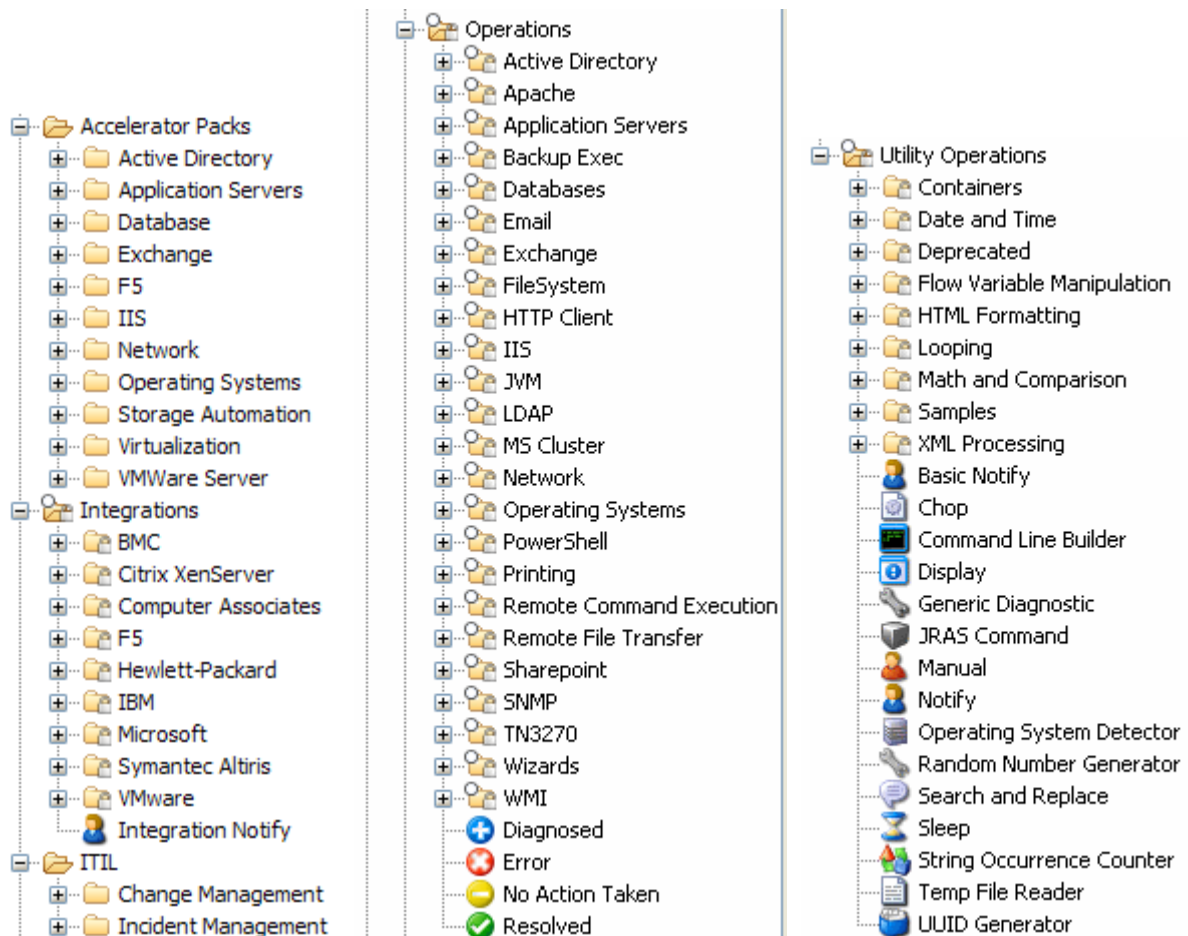 Accelerator Packs
Active Directory
Application Servers
Database
Exchange
F5
IIS
Network
Operating Systems
Storage Automation
Virtualization
VMWare Server
Integrations
BMC
Citrix XenServer
Computer Associates
F5
Hewlett-Packard
IBM
Microsoft
Symantec Altiris
VMware
Integration Notify
ITIL
Change Management
Incident Management
Operations
Active Directory
Apache
Application Servers
Backup Exec
Databases
Email
Exchange
FileSystem
HTTP Client
IIS
JVM
LDAP
MS Cluster
Network
Operating Systems
PowerShell
Printing
Remote Command Execution
Remote File Transfer
Sharepoint
SNMP
TN3270
Wizards
WMI
Diagnosed
Error
No Action Taken
Resolved
Utility Operations
Containers
Date and Time
Deprecated
Flow Variable Manipulation
HTML Formatting
Looping
Math and Comparison
Samples
XML Processing
Basic Notify
Chop
Command Line Builder
Display
Generic Diagnostic
JRAS Command
Manual
Notify
Operating System Detector
Random Number Generator
Search and Replace
Sleep
String Occurrence Counter
Temp File Reader
UUID Generator